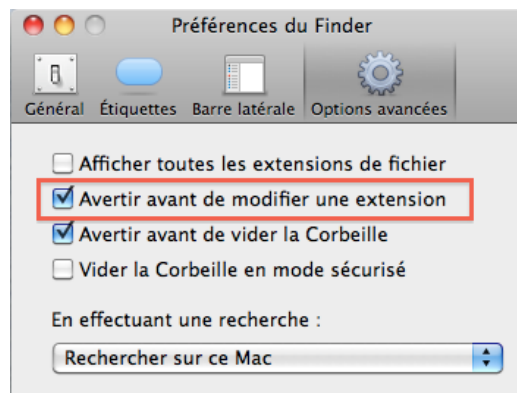 Préférences du Finder
Général Étiquettes Barre latérale Options avancées
Afficher toutes les extensions de fichier
Avertir avant de modifier une extension
Avertir avant de vider la Corbeille
Vider la Corbeille en mode sécurisé
En effectuant une recherche :
Rechercher sur ce Mac